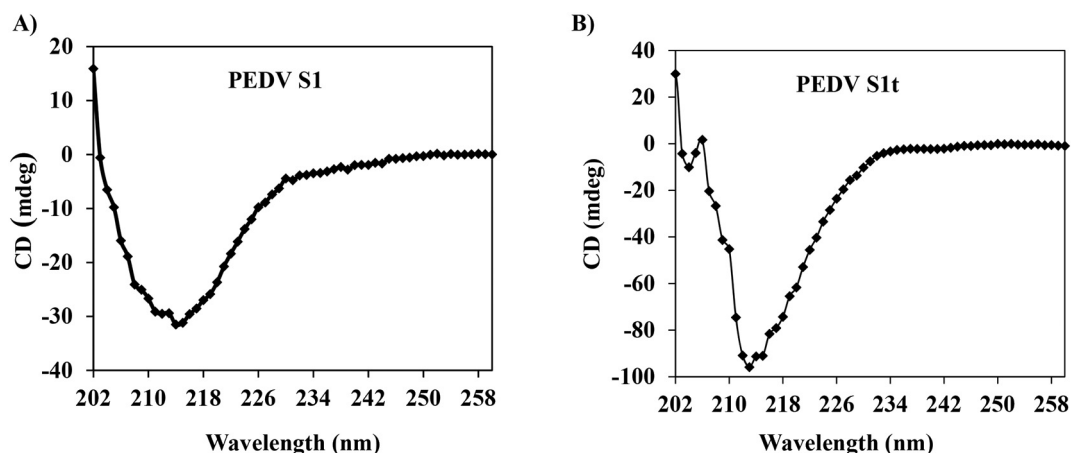 A)
PEDV S1
CD (mdeg)
20
10
0
-10
-20
-30
-40
202 210 218 226 234 242 250 258
Wavelength (nm)
B)
PEDV S1t
CD (mdeg)
40
20
0
-20
-40
-60
-80
-100
202 210 218 226 234 242 250 258
Wavelength (nm)